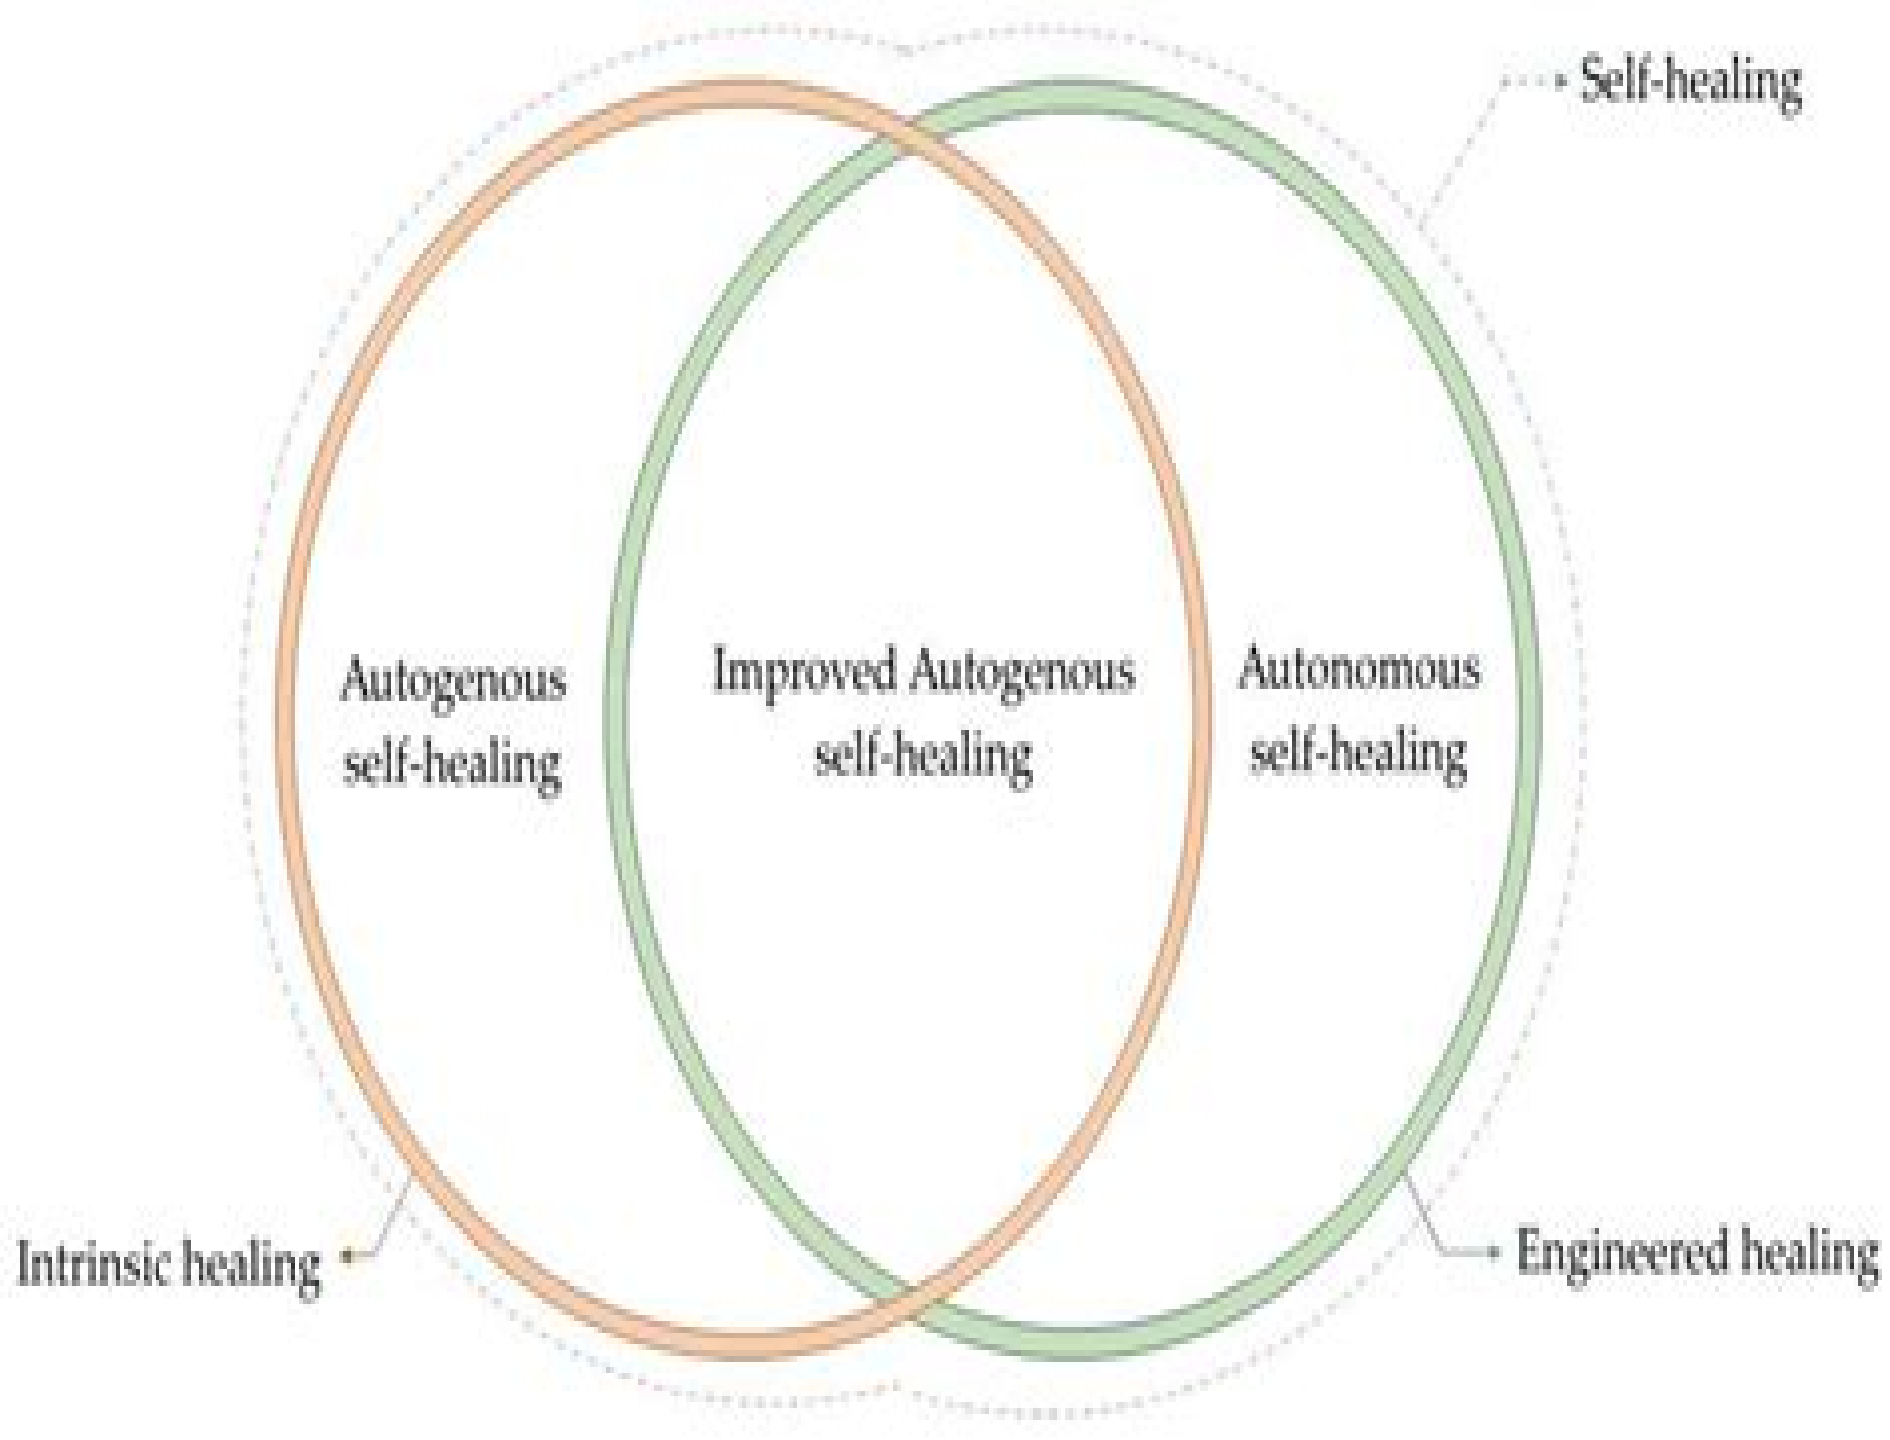 Self-healing
Autogenous
self-healing
Improved Autogenous
self-healing
Autonomous
self-healing
Intrinsic healing
Engineered healing